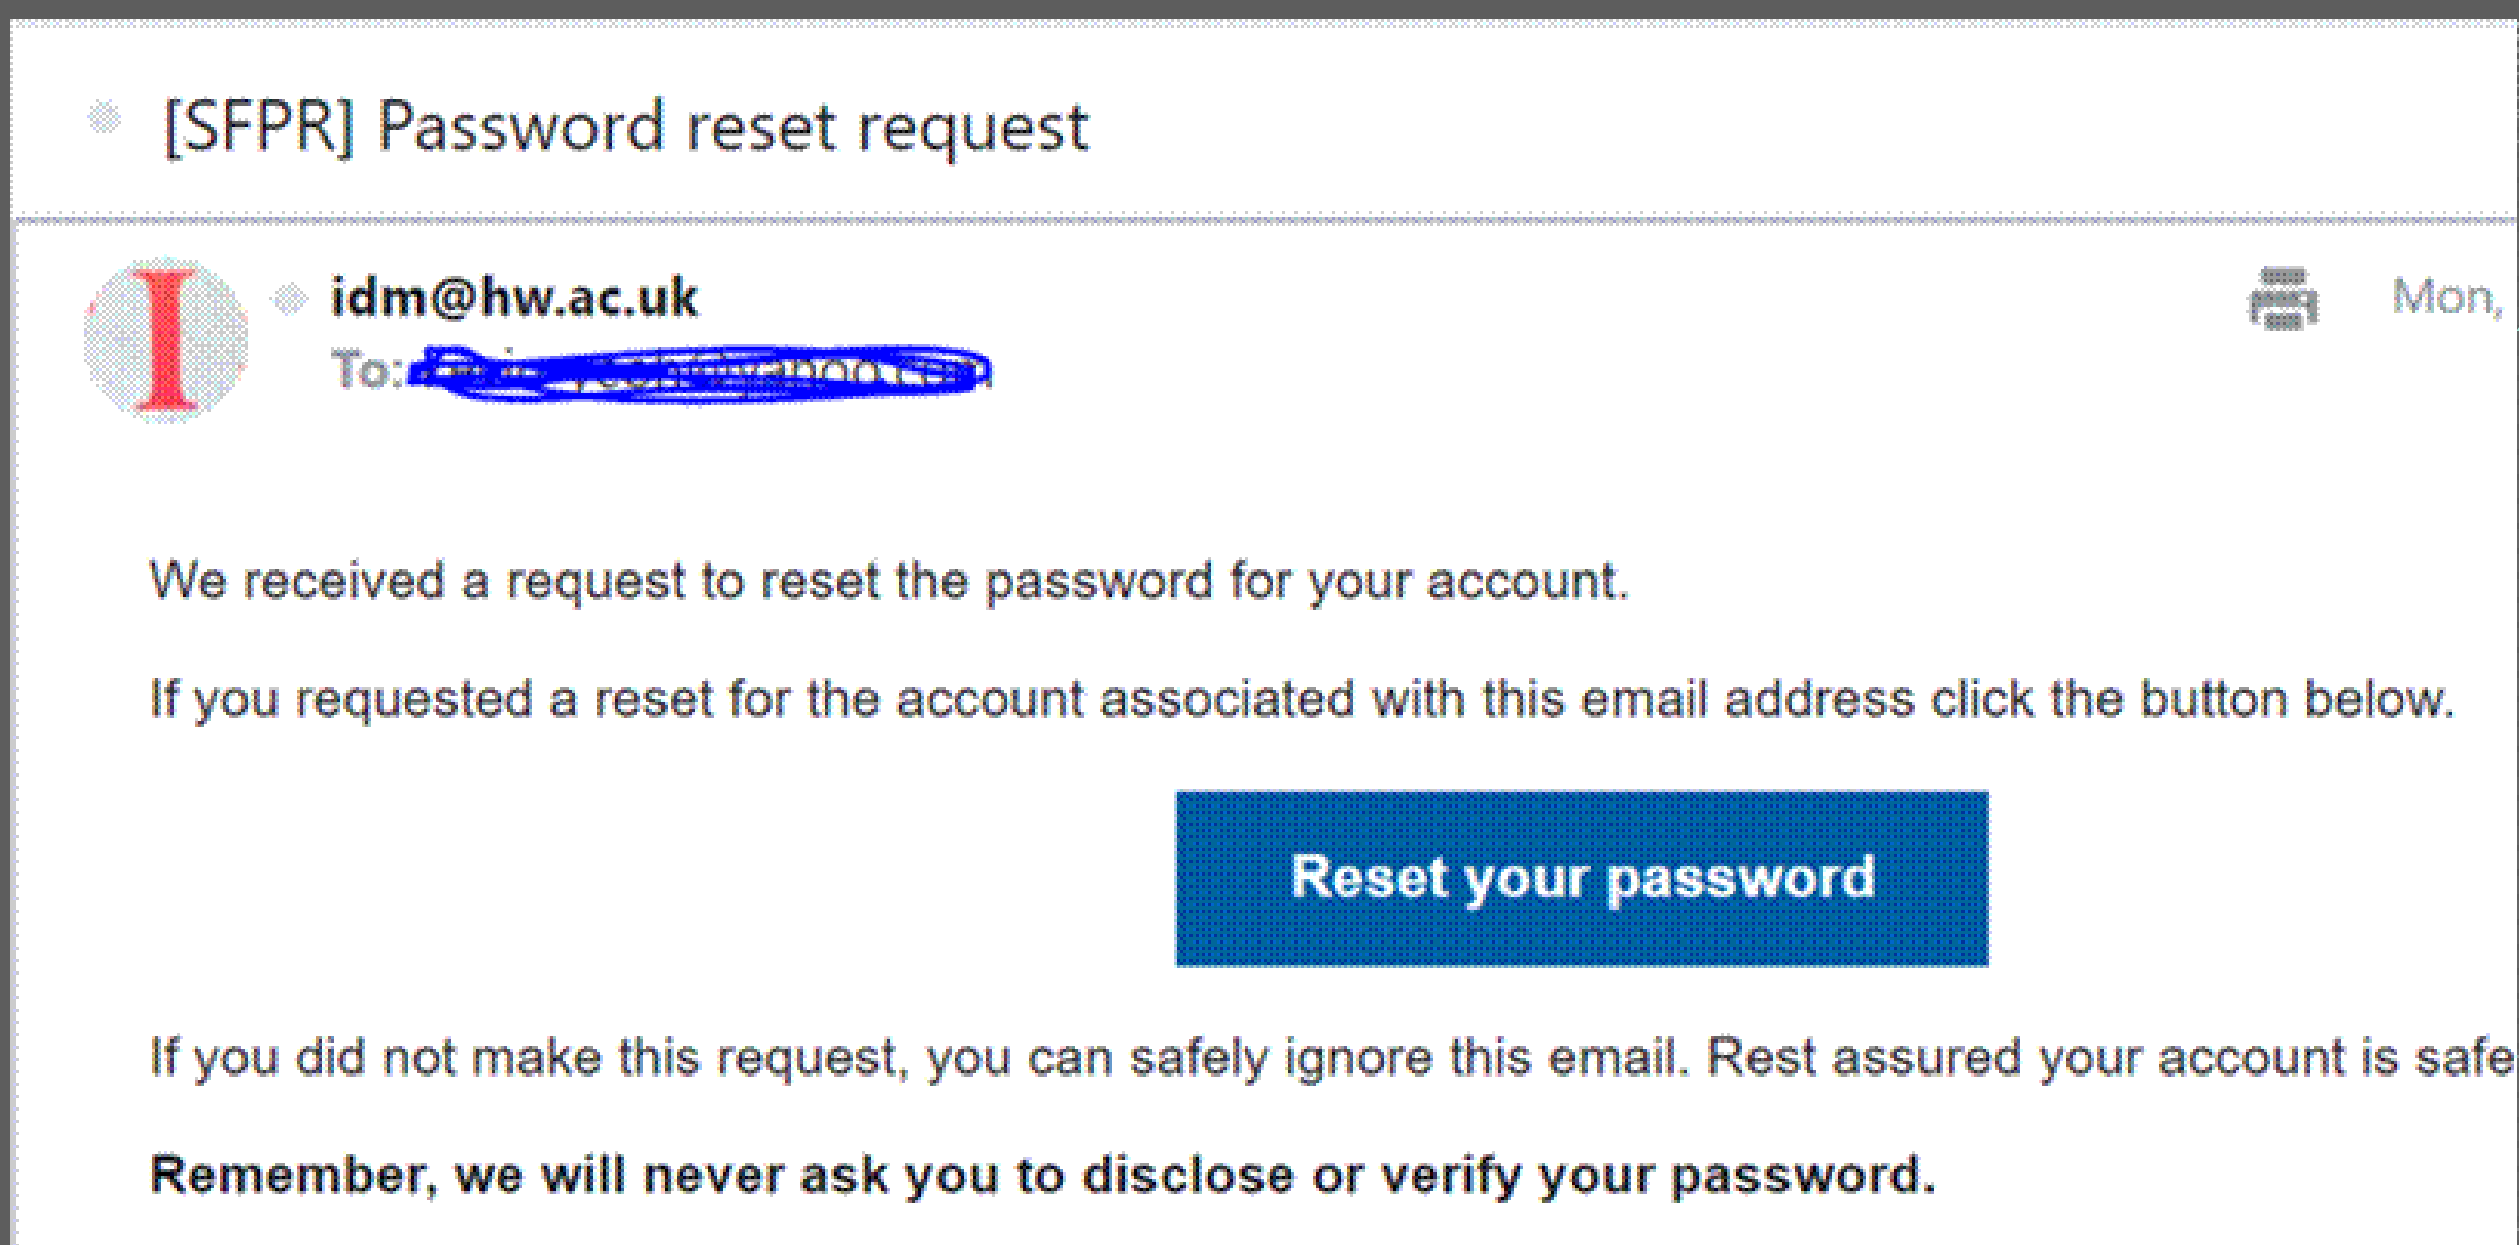 [SFPR] Password reset request
I
idm@hw.ac.uk
Mon,
To:
We received a request to reset the password for your account.
If you requested a reset for the account associated with this email address click the button below.
Reset your password
If you did not make this request, you can safely ignore this email. Rest assured your account is safe
Remember, we will never ask you to disclose or verify your password.